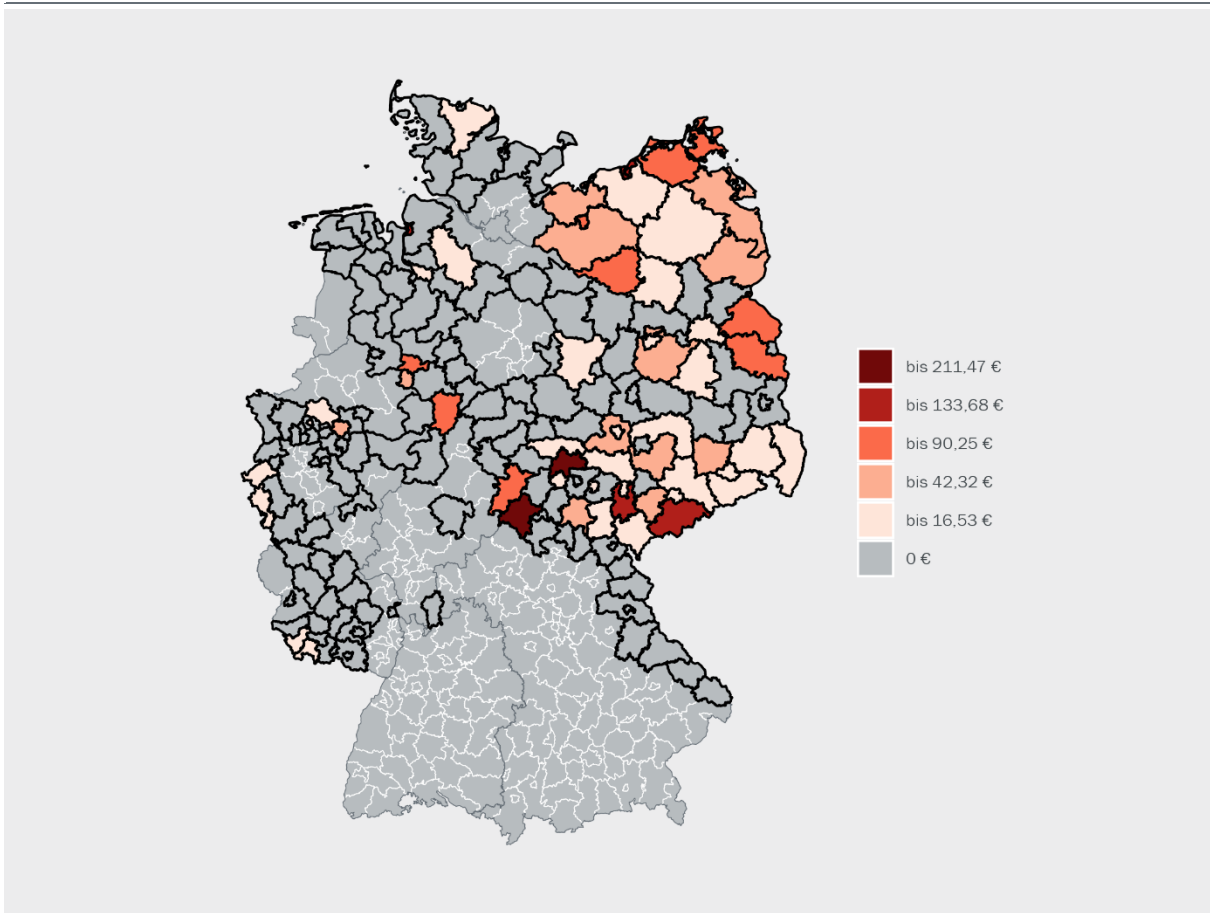 bis 211,47 €
bis 133,68 €
bis 90,25 €
bis 42,32 €
bis 16,53 €
0 €